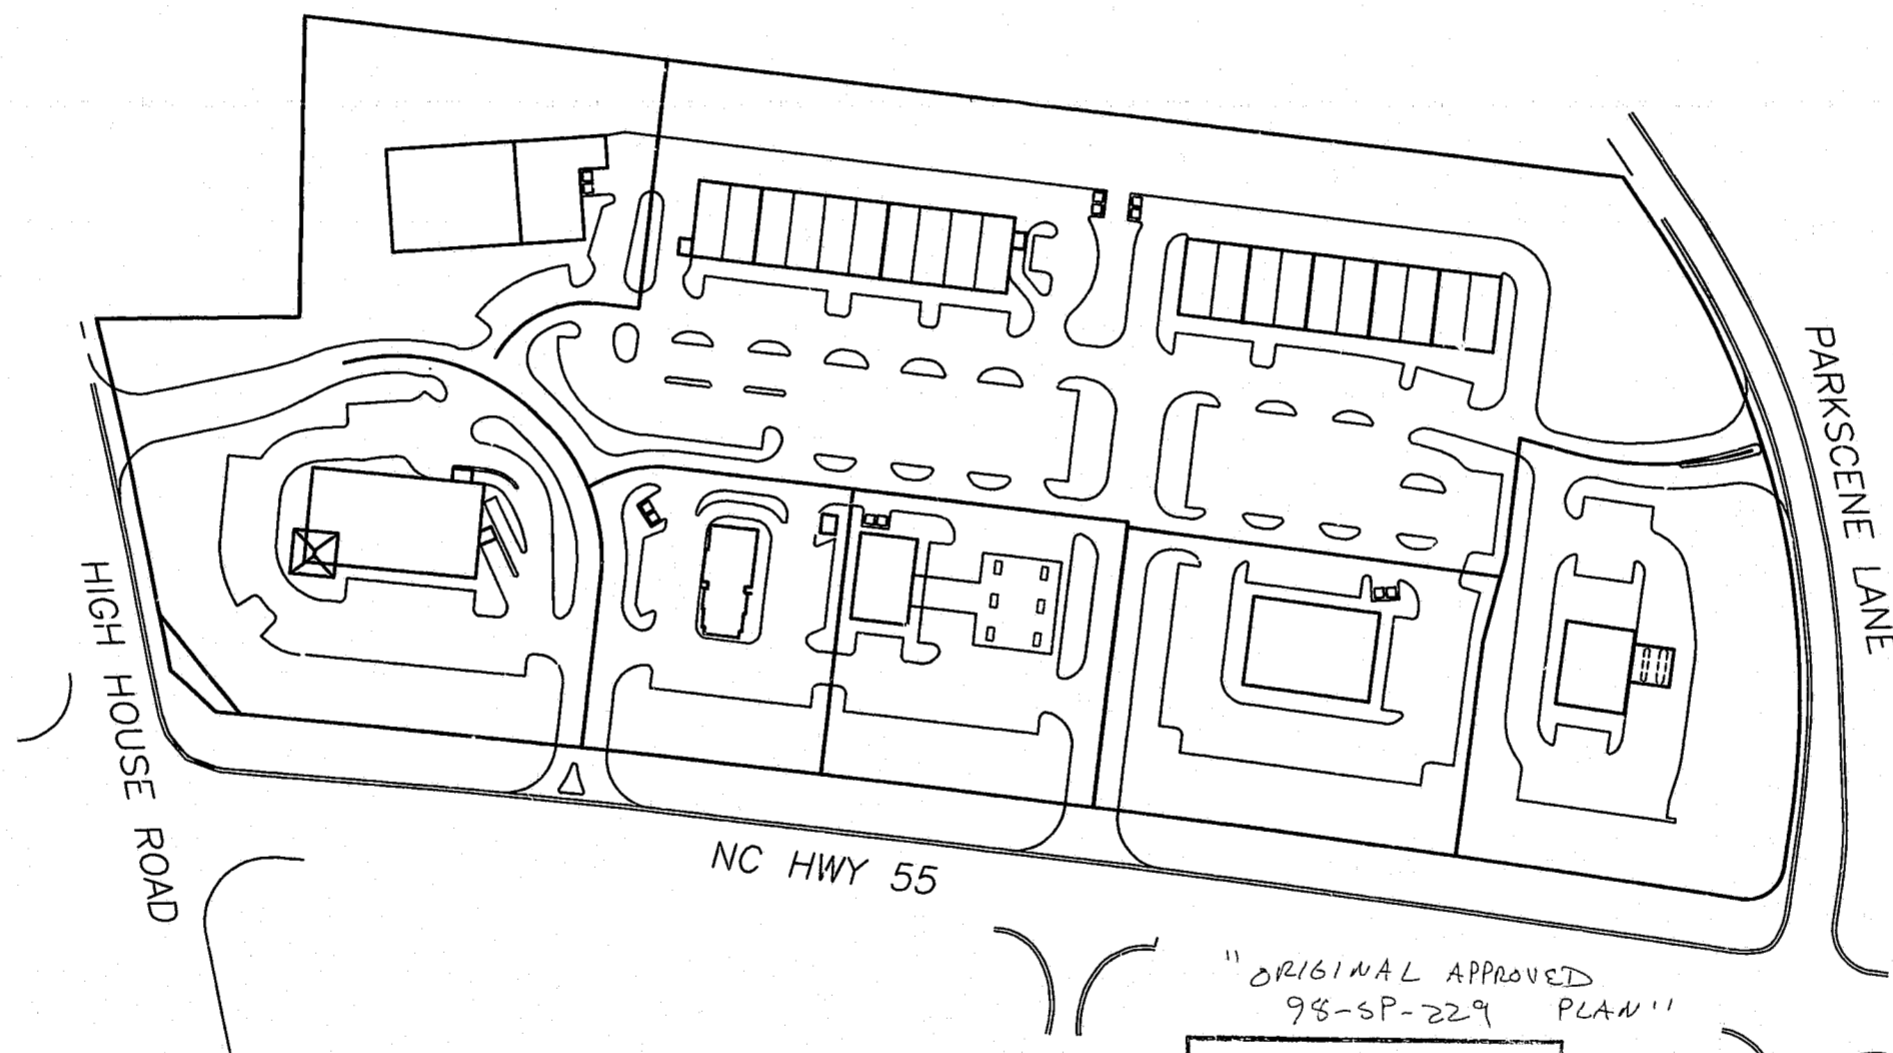 PARKSCENE LANE
HIGH HOUSE ROAD
NC HWY 55
"ORIGINAL APPROVED
98-SP-229 PLAN"